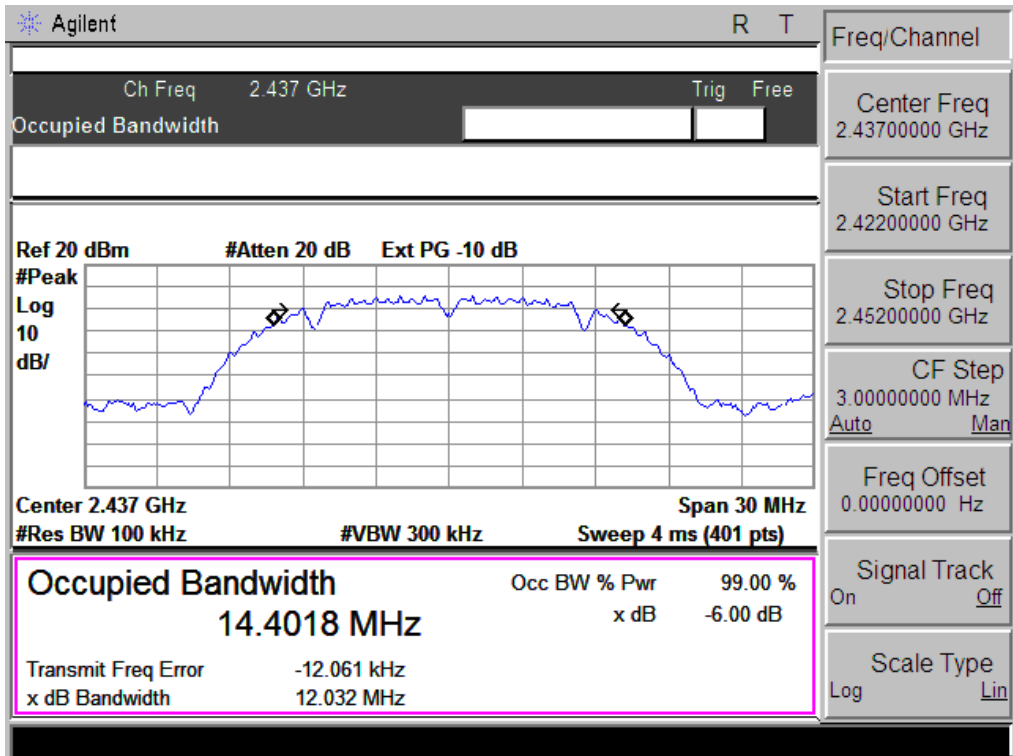 Agilent R T
Ch Freq 2.437 GHz Trig Free
Occupied Bandwidth
Ref 20 dBm #Atten 20 dB Ext PG -10 dB
#Peak
Log
10
dB/
Center 2.437 GHz Span 30 MHz
#Res BW 100 kHz #VBW 300 kHz Sweep 4 ms (401 pts)
Occupied Bandwidth Occ BW % Pwr 99.00 %
14.4018 MHz x dB -6.00 dB
Transmit Freq Error -12.061 kHz
x dB Bandwidth 12.032 MHz
Freq/Channel
Center Freq
2.43700000 GHz
Start Freq
2.42200000 GHz
Stop Freq
2.45200000 GHz
CF Step
3.00000000 MHz
Auto Man
Freq Offset
0.00000000 Hz
Signal Track
On Off
Scale Type
Log Lin